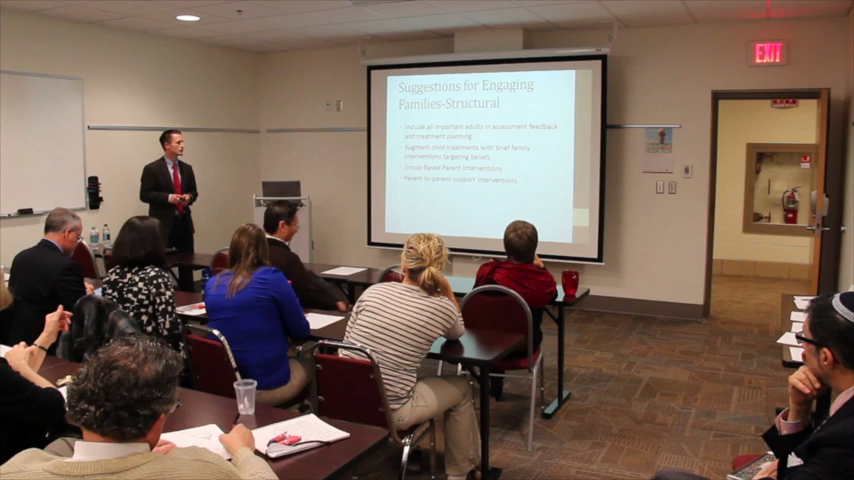 EXIT
Suggestions for Engaging
Families-Structural
Include all important adults in assessment feedback
and treatment planning
Augment child treatments with brief family
interventions targeting beliefs
Group-Based Parent interventions
Parent-to-parent support interventions